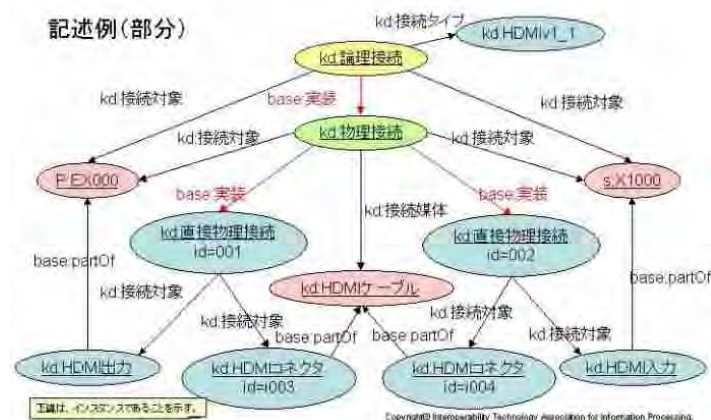 記述例(部分)
kd:接続タイプ
kd:HDMIv1_1
kd:論理接続
kd:接続対象
base:実装
kd:接続対象
kd:接続対象
kd:物理接続
kd:接続対象
P.EX000
s.X1000
base:実装
base:実装
kd:接続媒体
kd:直接物理接続
id=001
kd:直接物理接続
id=002
base:partOf
base:partOf
kd:HDMIケーブル
kd:接続対象
kd:接続対象
kd:接続対象
kd:接続対象
base:partOf
base:partOf
kd:HDMI出力
kd:HDMIコネクタ
id=i003
kd:HDMIコネクタ
id=i004
kd:HDMI入力
下線は、インスタンスであることを示す。
Copyright© Interoperability Technology Association for Information Processing,